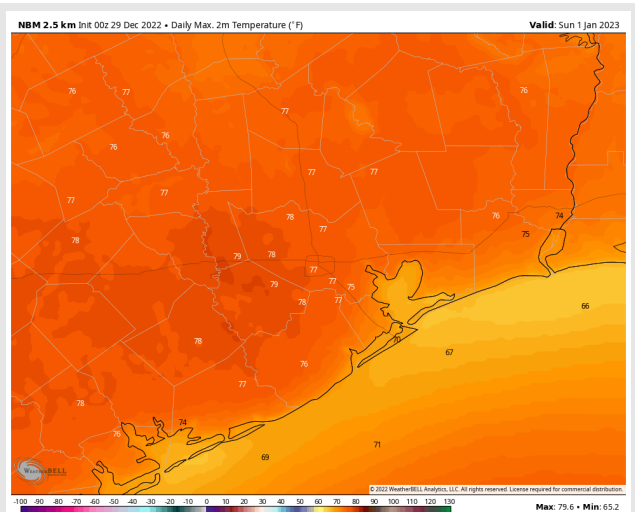 NBM 2.5 km Init 00z 29 Dec 2022 • Daily Max. 2m Temperature (°F)
Valid: Sun 1 Jan 2023
76 77 76
77
76
76
77 77
77
77
78 76 74
77
75
78
79 78
77
79 77 75
78 77
66
78
70
67
76
77
78
74
76
71
69
WEATHERBELL
© 2022 WeatherBELL Analytics, LLC. All rights reserved. License required for commercial distribution.
-100 -90 -80 -70 -60 -50 -40 -30 -20 -10 0 10 20 30 40 50 60 70 80 90 100 110 120 130
Max: 79.6 • Min: 65.2